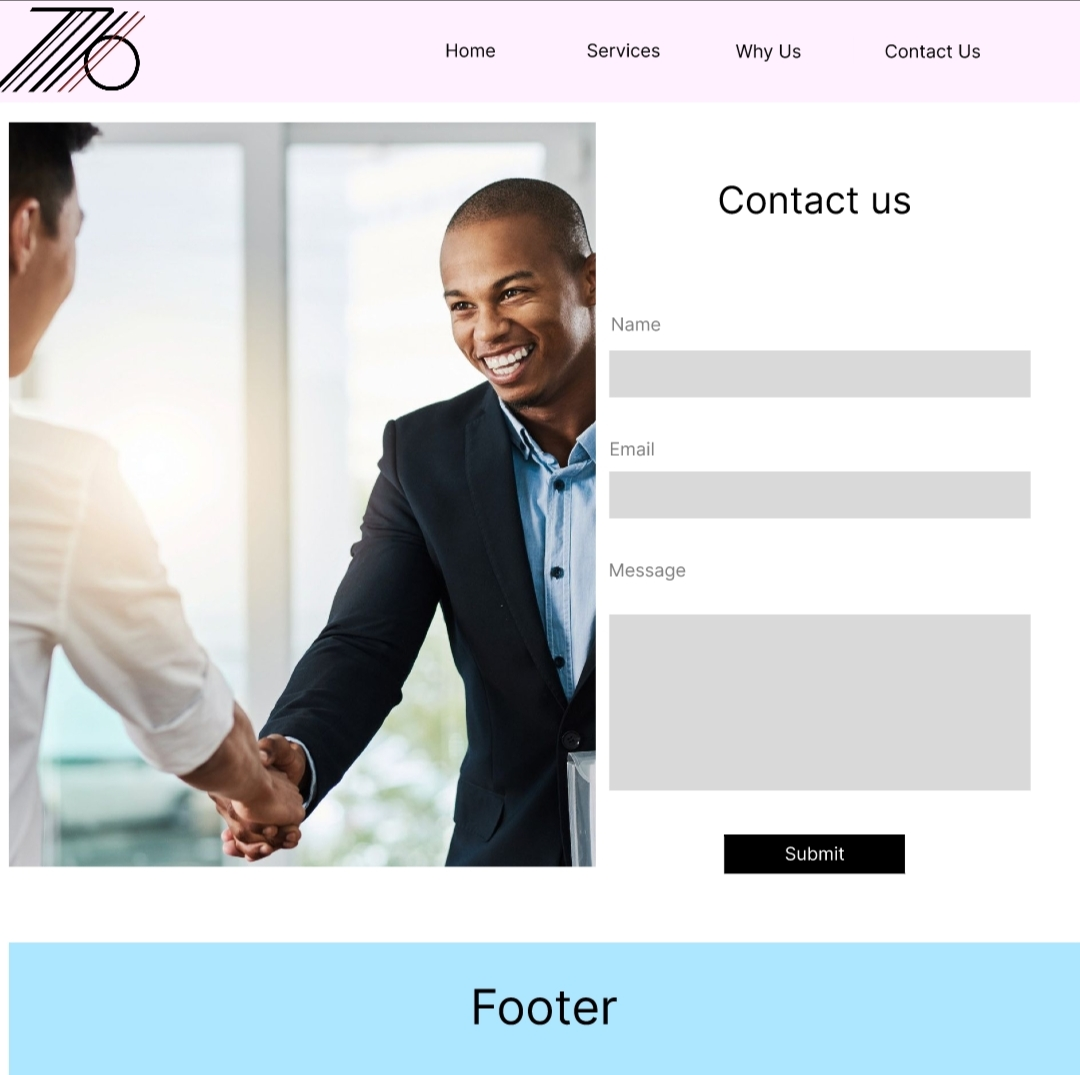 Home
Services
Why Us
Contact Us
Contact us
Name
Email
Message
Submit
Footer